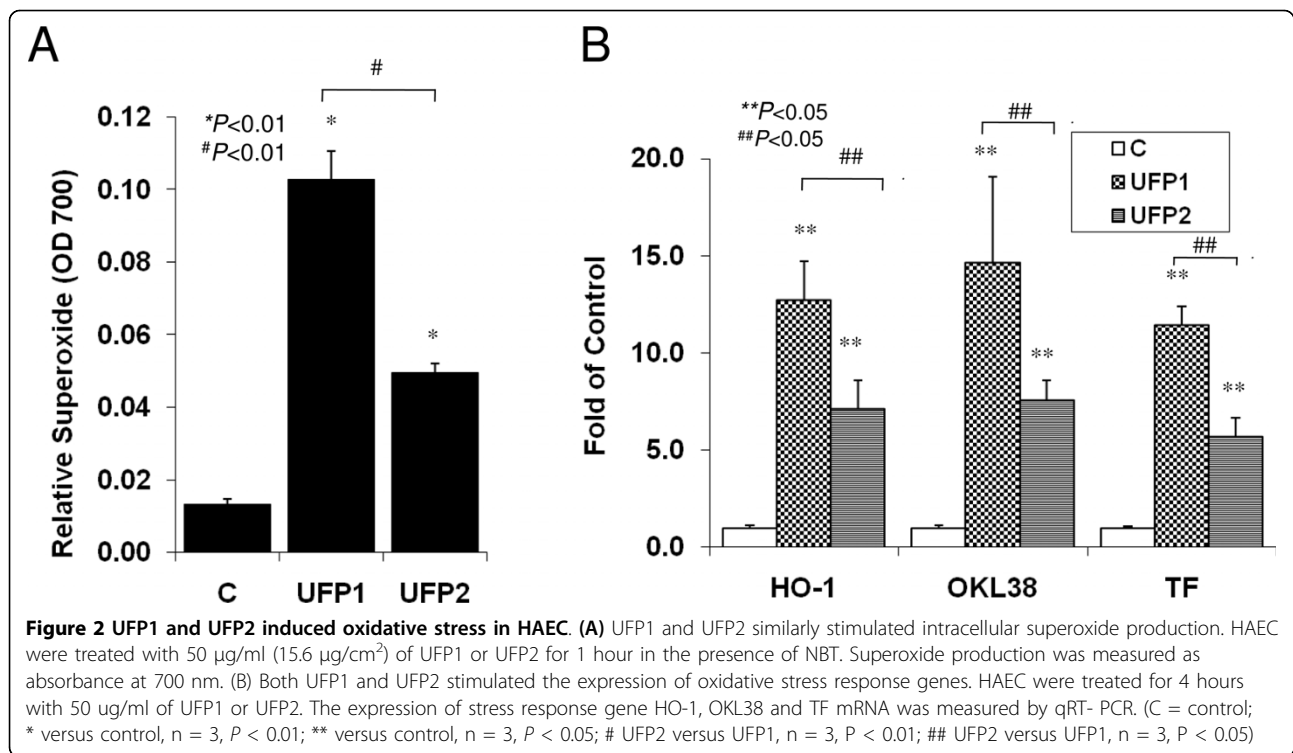 A
#
0.12
*P<0.01
#P<0.01
*
0.10
0.08
0.06
*
0.04
0.02
0.00
Relative Superoxide (OD 700)
C UFP1 UFP2
B
**P<0.05
##P<0.05
##
##
##
C
UFP1
UFP2
20.0
15.0
10.0
5.0
0.0
Fold of Control
** ** ** ** ** **
HO-1 OKL38 TF
Figure 2 UFP1 and UFP2 induced oxidative stress in HAEC. (A) UFP1 and UFP2 similarly stimulated intracellular superoxide production. HAEC
were treated with 50 μg/ml (15.6 μg/cm²) of UFP1 or UFP2 for 1 hour in the presence of NBT. Superoxide production was measured as
absorbance at 700 nm. (B) Both UFP1 and UFP2 stimulated the expression of oxidative stress response genes. HAEC were treated for 4 hours
with 50 ug/ml of UFP1 or UFP2. The expression of stress response gene HO-1, OKL38 and TF mRNA was measured by qRT- PCR. (C = control;
* versus control, n = 3, P < 0.01; ** versus control, n = 3, P < 0.05; # UFP2 versus UFP1, n = 3, P < 0.01; ## UFP2 versus UFP1, n = 3, P < 0.05)